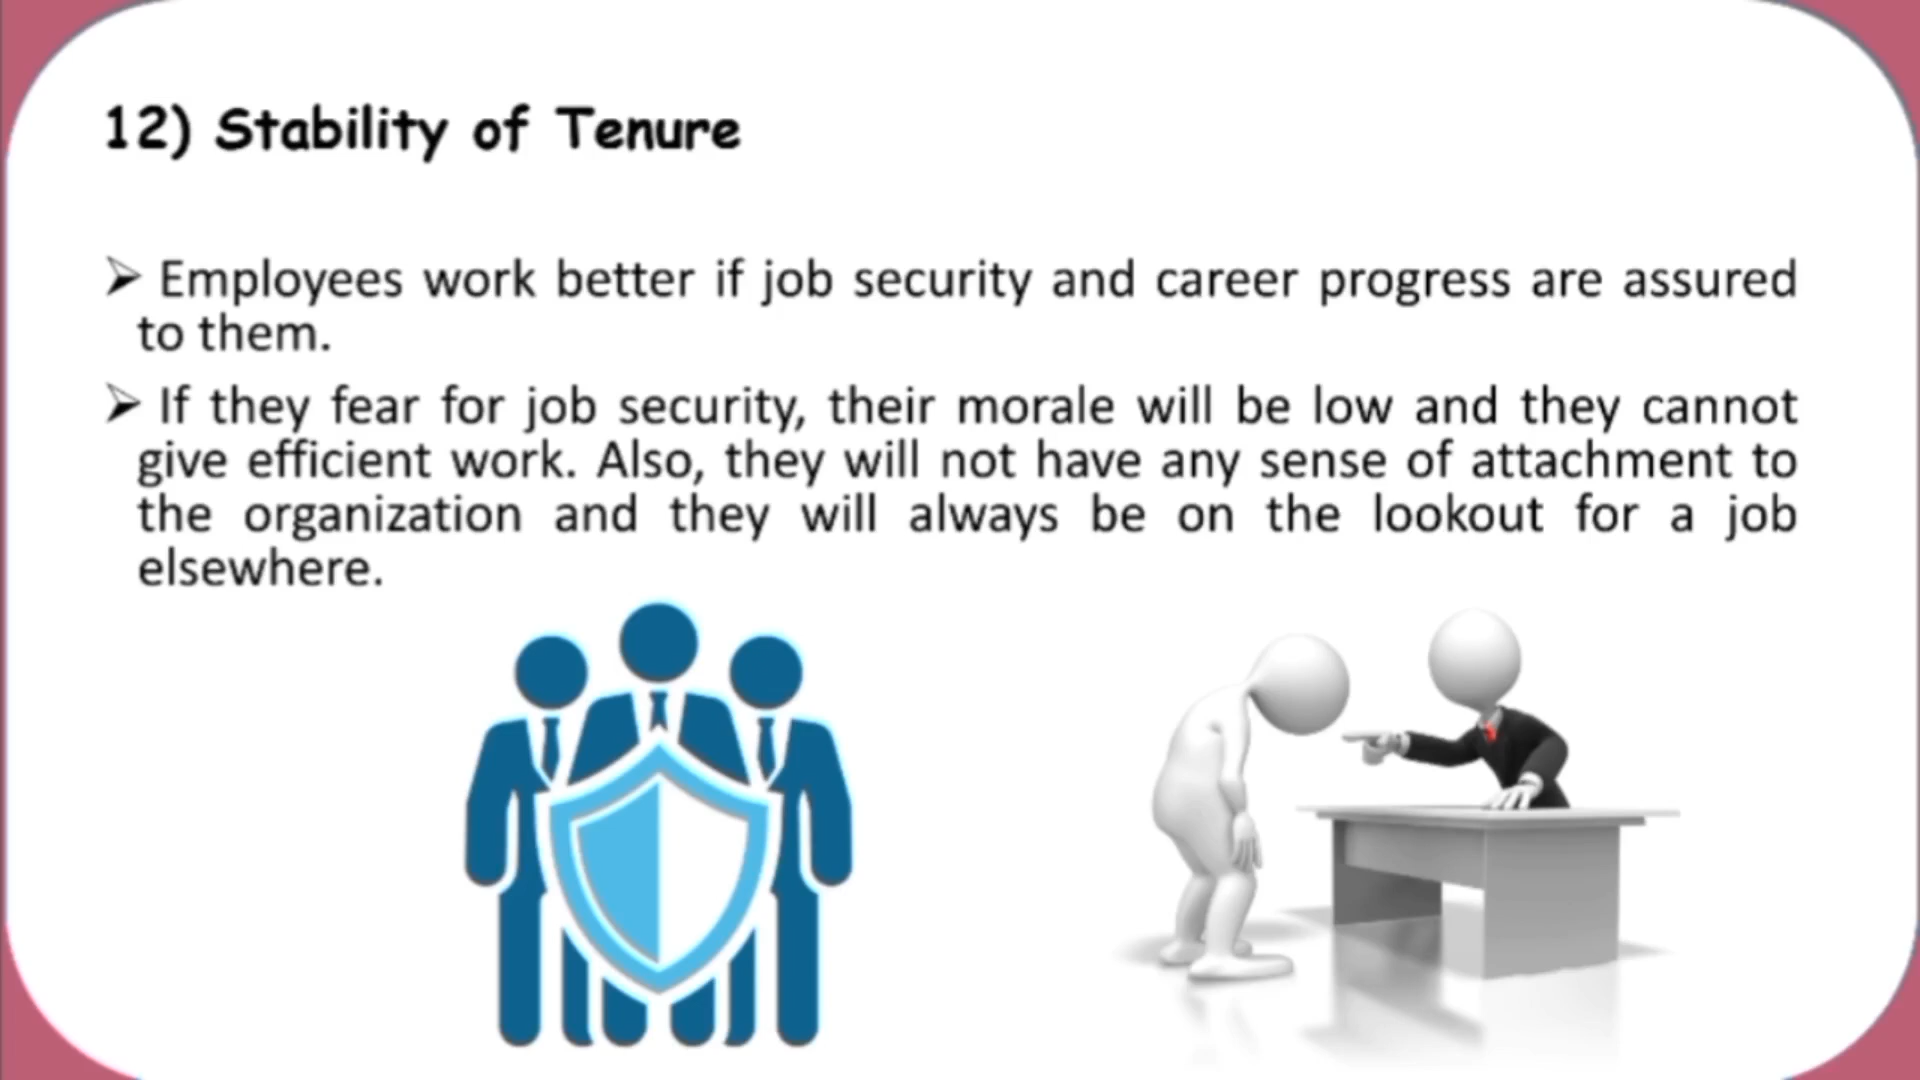 12) Stability of Tenure
➢ Employees work better if job security and career progress are assured
to them.
➢ If they fear for job security, their morale will be low and they cannot
give efficient work. Also, they will not have any sense of attachment to
the organization and they will always be on the lookout for a job
elsewhere.